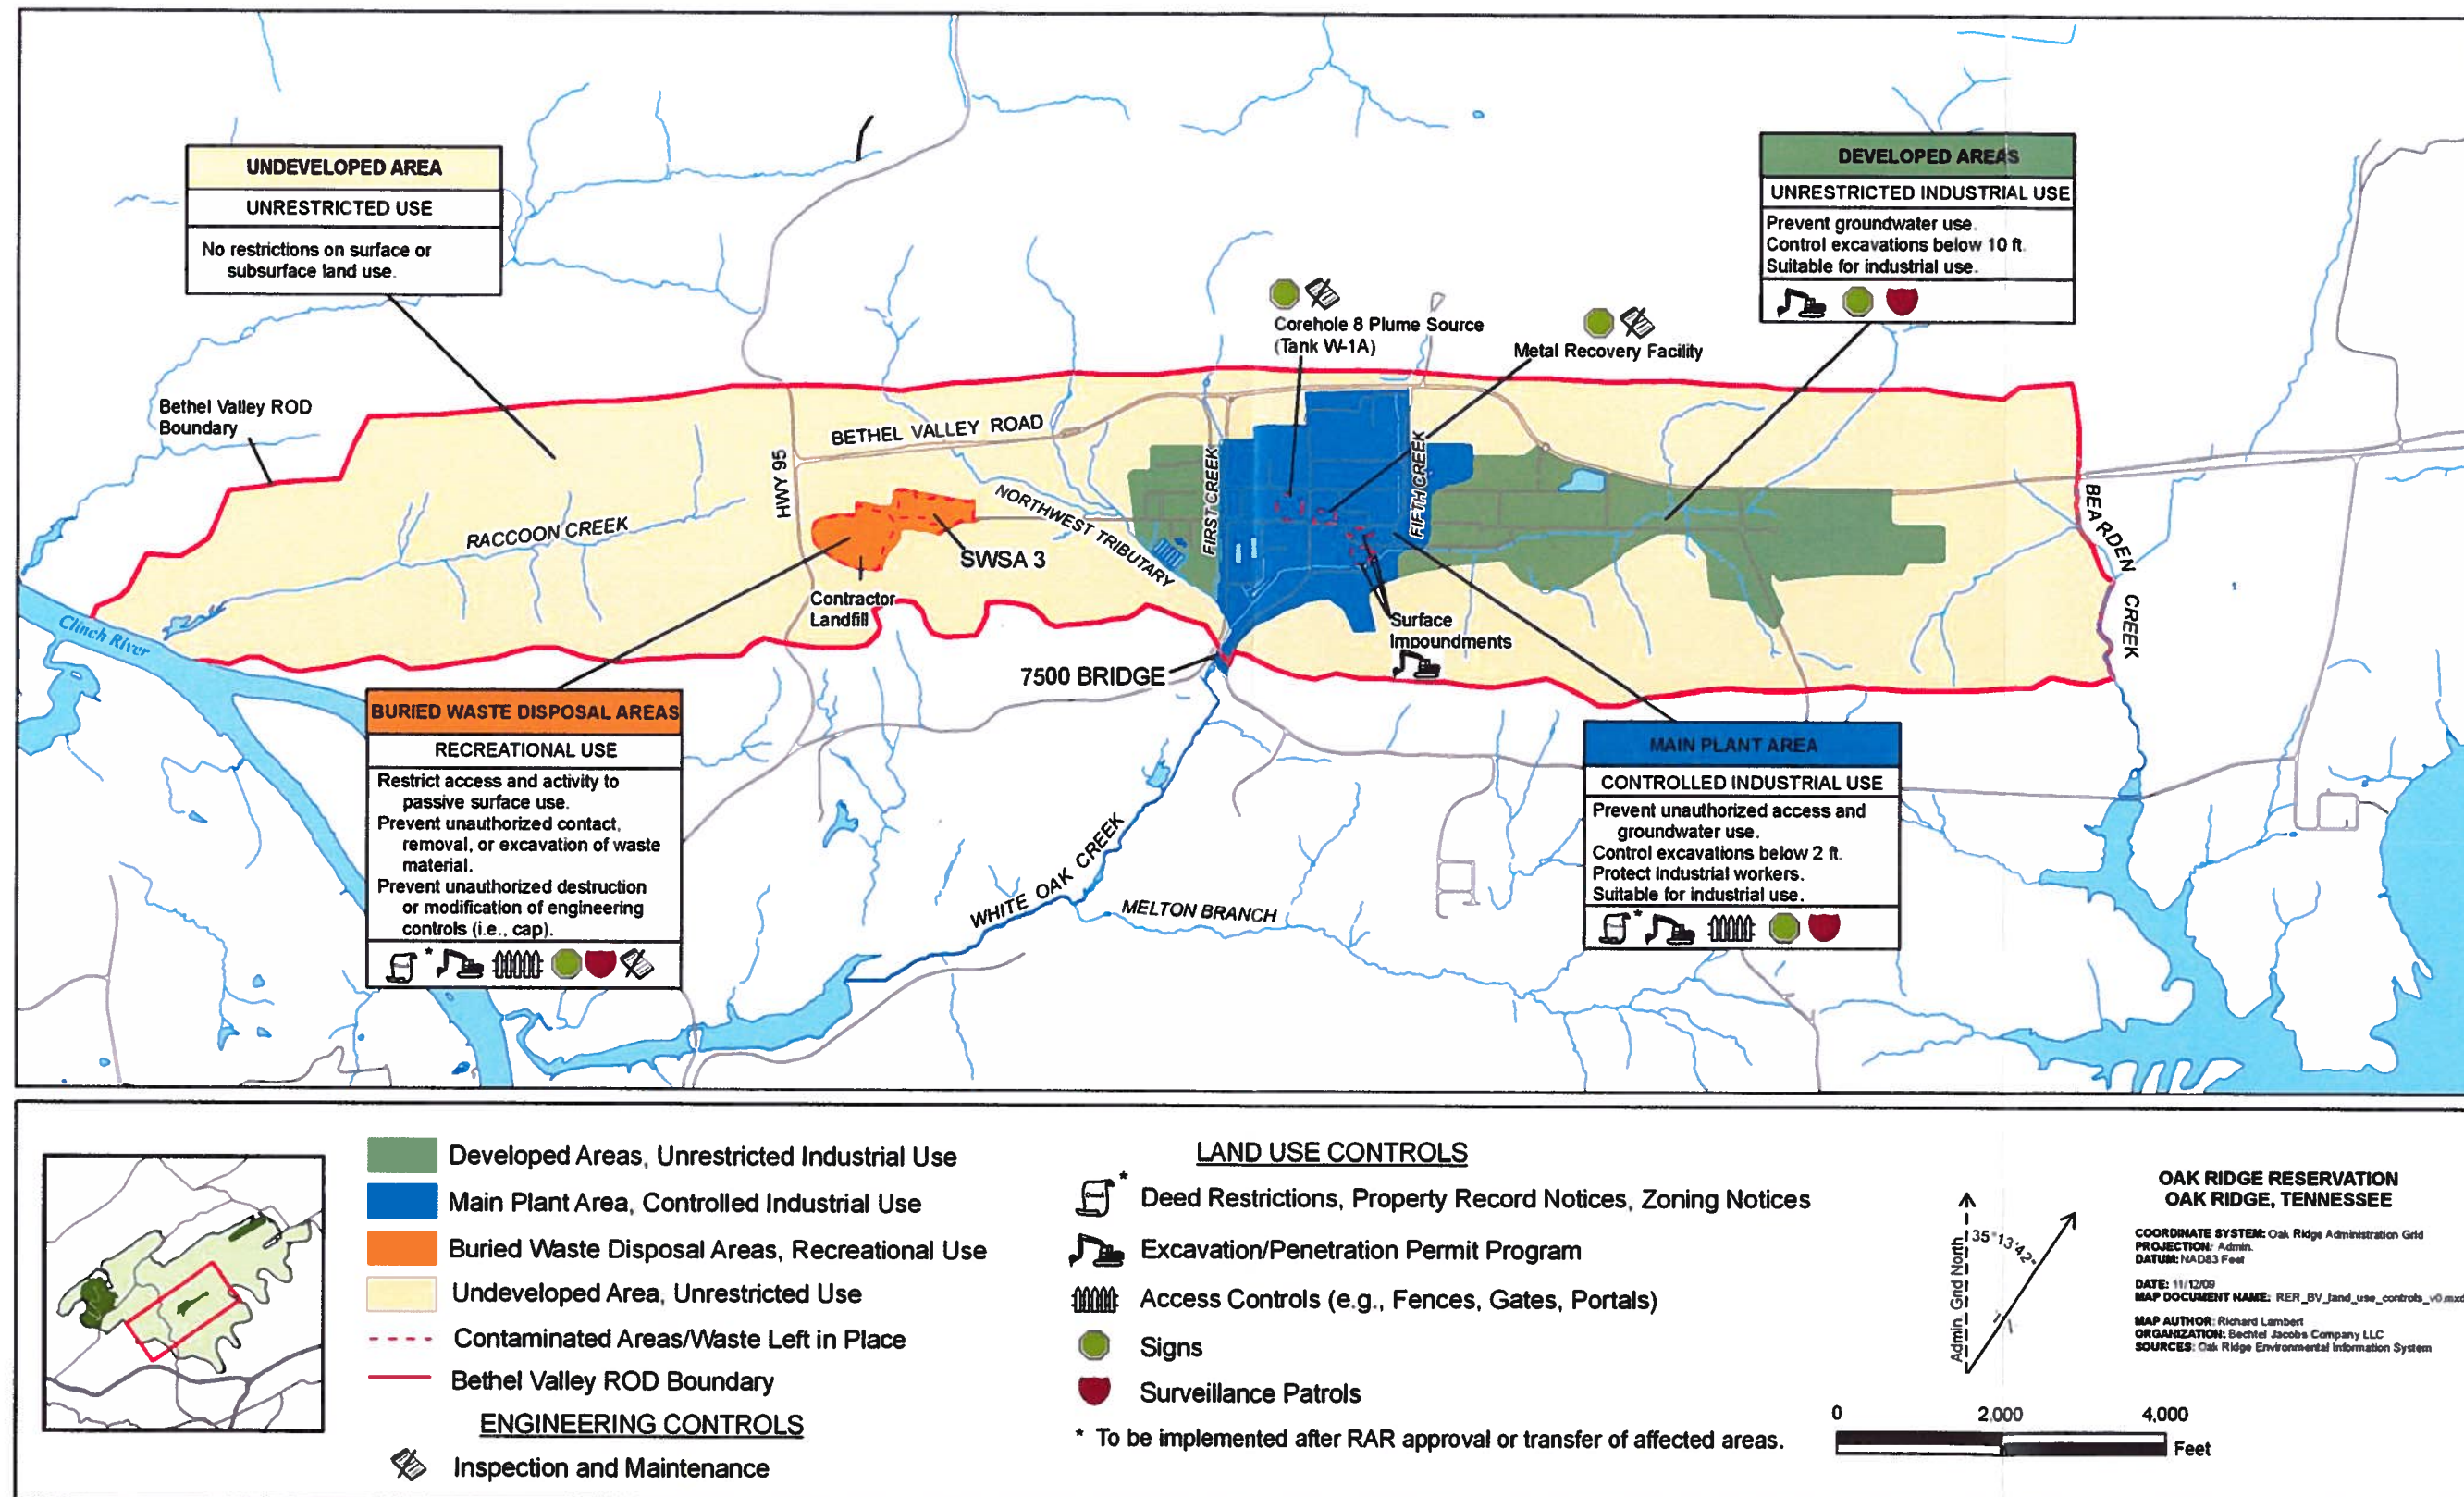 UNDEVELOPED AREA
UNRESTRICTED USE
No restrictions on surface or
subsurface land use.
DEVELOPED AREAS
UNRESTRICTED INDUSTRIAL USE
Prevent groundwater use.
Control excavations below 10 ft.
Suitable for industrial use.
Corehole 8 Plume Source
(Tank W-1A)
Metal Recovery Facility
Bethel Valley ROD
Boundary
BETHEL VALLEY ROAD
HWY 95
RACCOON CREEK
NORTHWEST TRIBUTARY
FIRST CREEK
FIFTH CREEK
BEARDEN CREEK
SWSA 3
Contractor
Landfill
Surface
Impoundments
7500 BRIDGE
Clinch River
WHITE OAK CREEK
MELTON BRANCH
BURIED WASTE DISPOSAL AREAS
RECREATIONAL USE
Restrict access and activity to
passive surface use.
Prevent unauthorized contact,
removal, or excavation of waste
material.
Prevent unauthorized destruction
or modification of engineering
controls (i.e., cap).
*
MAIN PLANT AREA
CONTROLLED INDUSTRIAL USE
Prevent unauthorized access and
groundwater use.
Control excavations below 2 ft.
Protect industrial workers.
Suitable for industrial use.
*
Developed Areas, Unrestricted Industrial Use
Main Plant Area, Controlled Industrial Use
Buried Waste Disposal Areas, Recreational Use
Undeveloped Area, Unrestricted Use
Contaminated Areas/Waste Left in Place
Bethel Valley ROD Boundary
ENGINEERING CONTROLS
Inspection and Maintenance
LAND USE CONTROLS
* Deed Restrictions, Property Record Notices, Zoning Notices
Excavation/Penetration Permit Program
Access Controls (e.g., Fences, Gates, Portals)
Signs
Surveillance Patrols
* To be implemented after RAR approval or transfer of affected areas.
Admin Grid North
35°13'42"
0 2,000 4,000
Feet
OAK RIDGE RESERVATION
OAK RIDGE, TENNESSEE
COORDINATE SYSTEM: Oak Ridge Administration Grid
PROJECTION: Admin.
DATUM: NAD83 Feet
DATE: 11/12/09
MAP DOCUMENT NAME: RER_BV_land_use_controls_v0.mxd
MAP AUTHOR: Richard Lambert
ORGANIZATION: Bechtel Jacobs Company LLC
SOURCES: Oak Ridge Environmental Information System